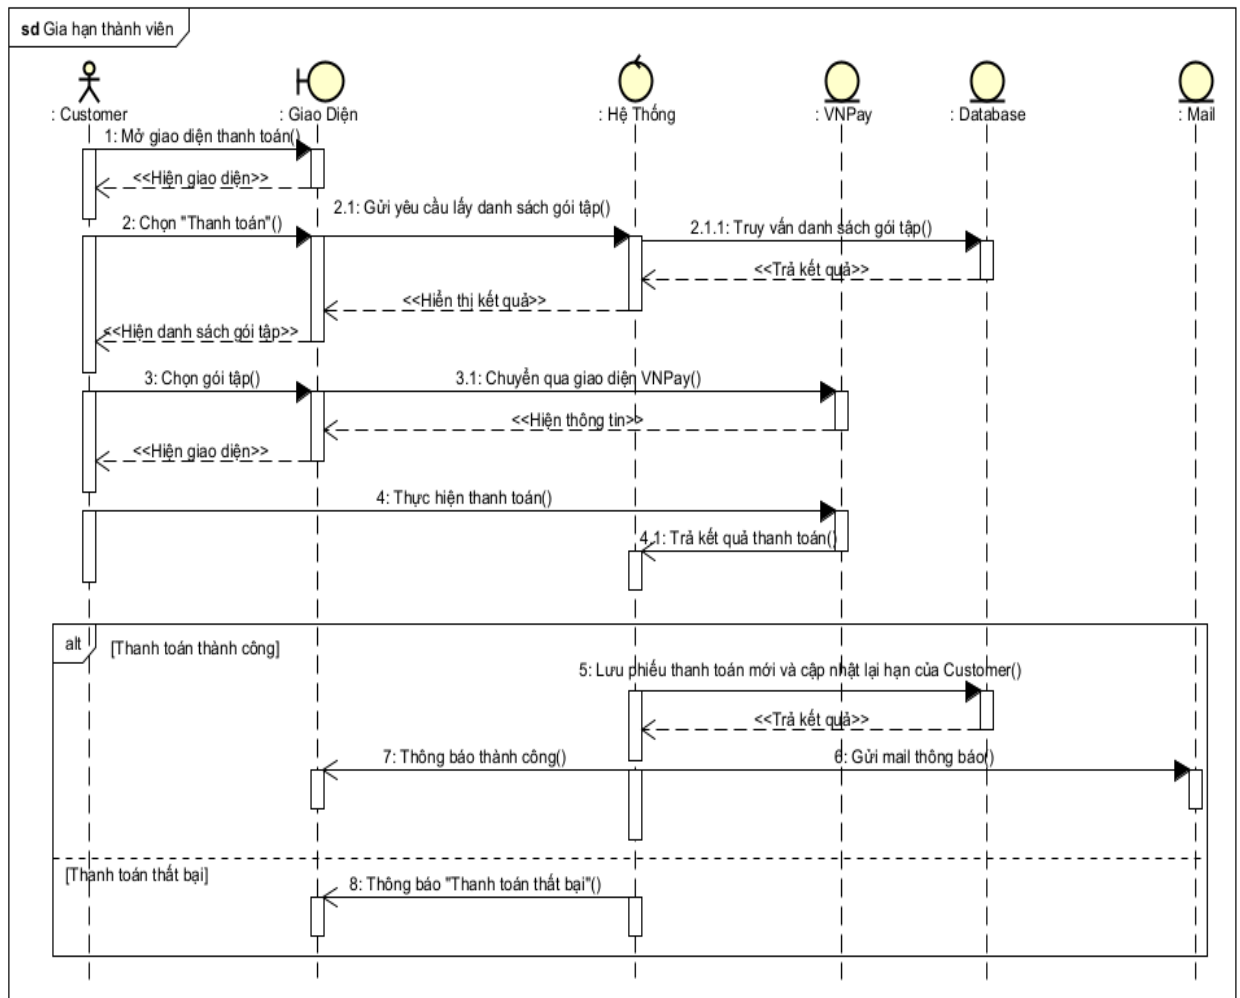 sd Gia hạn thành viên
: Customer
: Giao Diện
: Hệ Thống
: VNPay
: Database
: Mail
1: Mở giao diện thanh toán()
<<Hiện giao diện>>
2: Chọn "Thanh toán"()
2.1: Gửi yêu cầu lấy danh sách gói tập()
2.1.1: Truy vấn danh sách gói tập()
<<Trả kết quả>>
<<Hiển thị kết quả>>
<<Hiện danh sách gói tập>>
3: Chọn gói tập()
3.1: Chuyển qua giao diện VNPay()
<<Hiện thông tin>>
<<Hiện giao diện>>
4: Thực hiện thanh toán()
4.1: Trả kết quả thanh toán()
alt
[Thanh toán thành công]
5: Lưu phiếu thanh toán mới và cập nhật lại hạn của Customer()
<<Trả kết quả>>
7: Thông báo thành công()
6: Gửi mail thông báo()
[Thanh toán thất bại]
8: Thông báo "Thanh toán thất bại"()